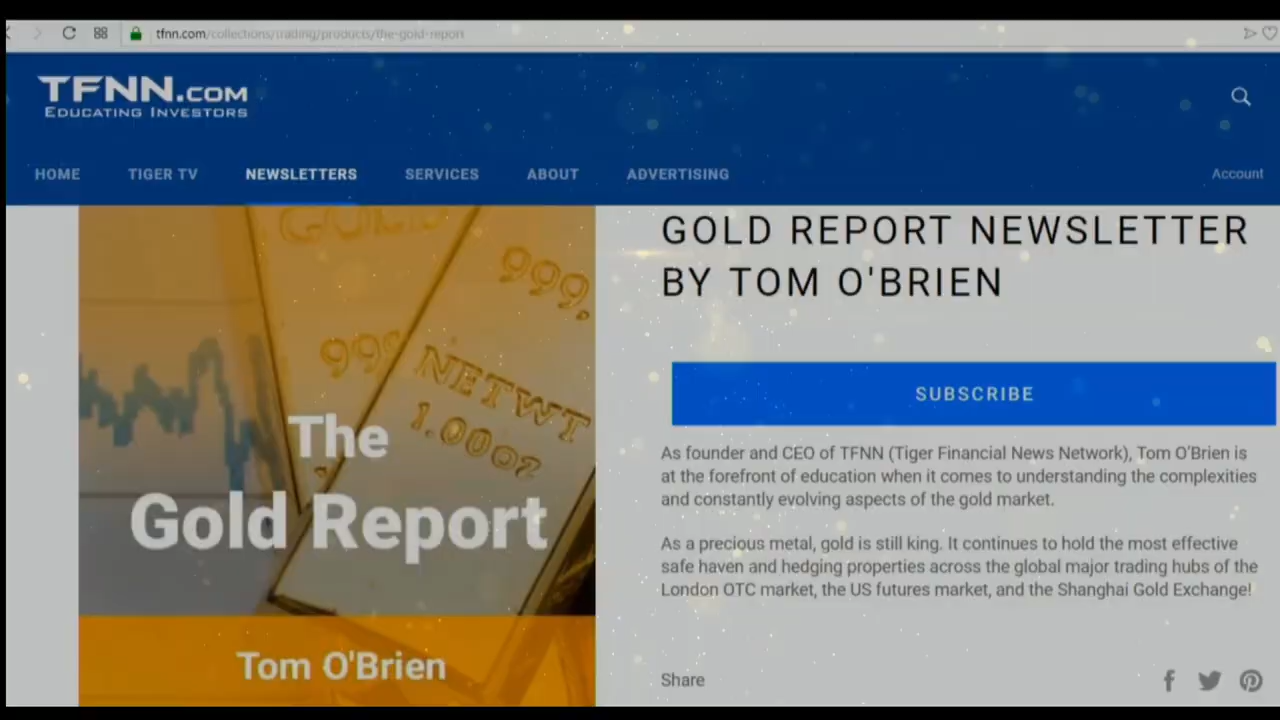 tfnn.com/collections/trading/products/the-gold-report
TFNN.COM
EDUCATING INVESTORS
HOME TIGER TV NEWSLETTERS SERVICES ABOUT ADVERTISING Account
GOLD
999.
999
NETWT
1.00OZ
The
Gold Report
Tom O'Brien
GOLD REPORT NEWSLETTER
BY TOM O'BRIEN
SUBSCRIBE
As founder and CEO of TFNN (Tiger Financial News Network), Tom O'Brien is
at the forefront of education when it comes to understanding the complexities
and constantly evolving aspects of the gold market.
As a precious metal, gold is still king. It continues to hold the most effective
safe haven and hedging properties across the global major trading hubs of the
London OTC market, the US futures market, and the Shanghai Gold Exchange!
Share